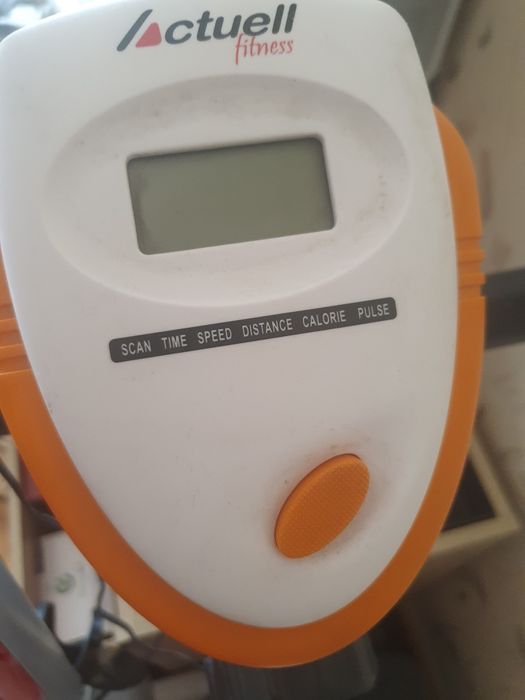 Actuell
fitness
SCAN TIME SPEED DISTANCE CALORIE PULSE